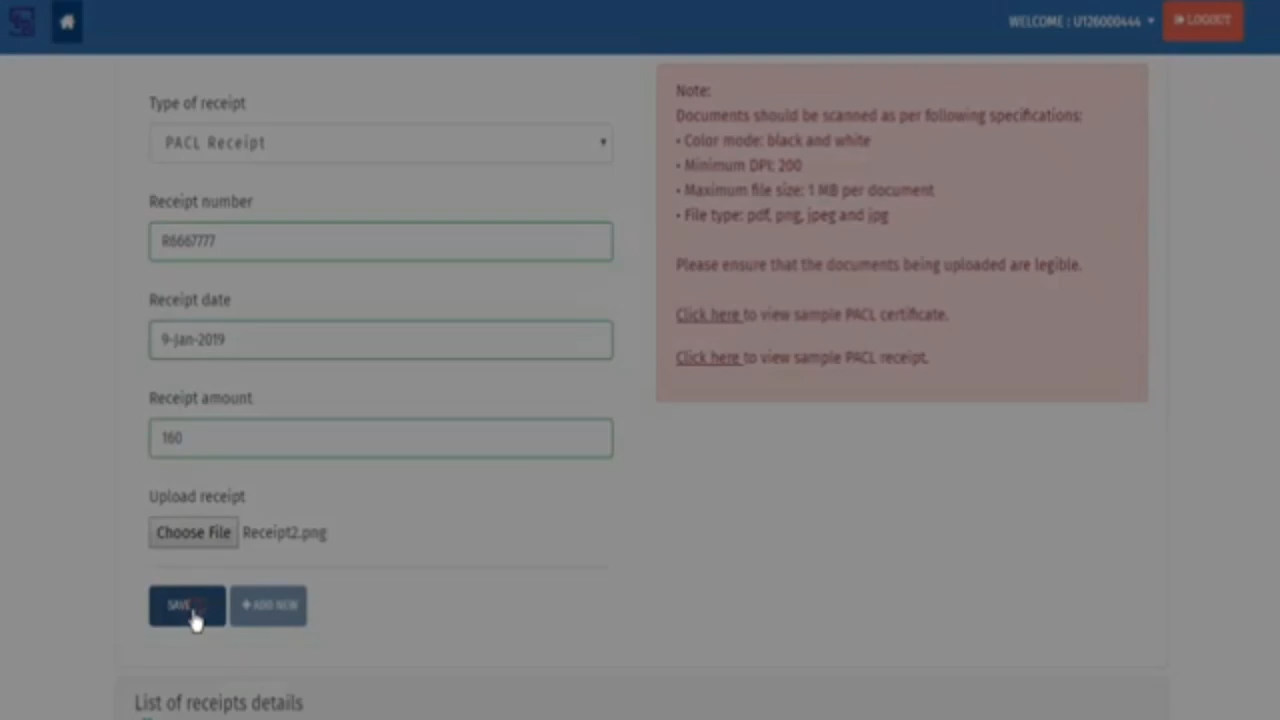 WELCOME : U126000444
LOGOUT
Type of receipt
PACL Receipt
Receipt number
R6667777
Receipt date
9-Jan-2019
Receipt amount
160
Upload receipt
Choose File Receipt2.png
SAVE
+ ADD NEW
Note:
Documents should be scanned as per following specifications:
• Color mode: black and white
• Minimum DPI: 200
• Maximum file size: 1 MB per document
• File type: pdf, png, jpeg and jpg
Please ensure that the documents being uploaded are legible.
Click here to view sample PACL certificate.
Click here to view sample PACL receipt.
List of receipts details